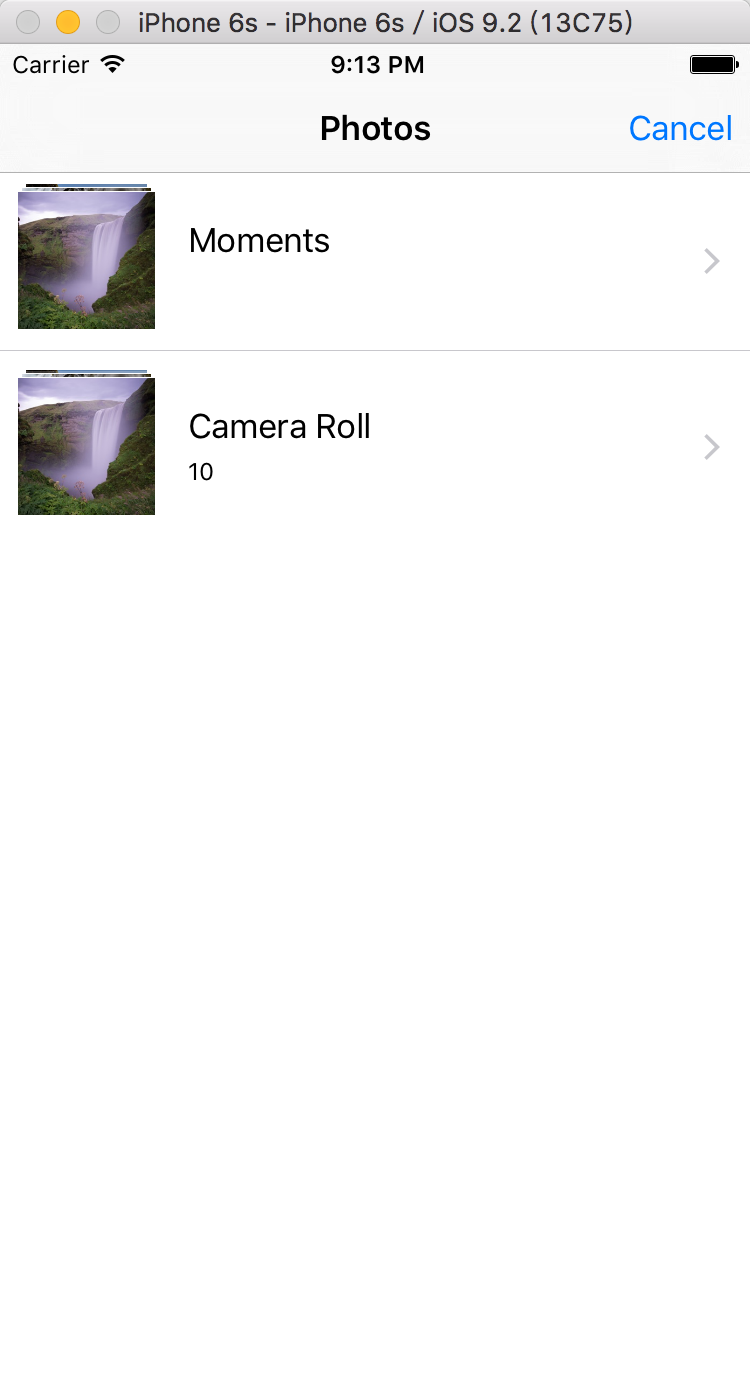 iPhone 6s - iPhone 6s / iOS 9.2 (13C75)
Carrier 9:13 PM
Photos Cancel
Moments
Camera Roll
10